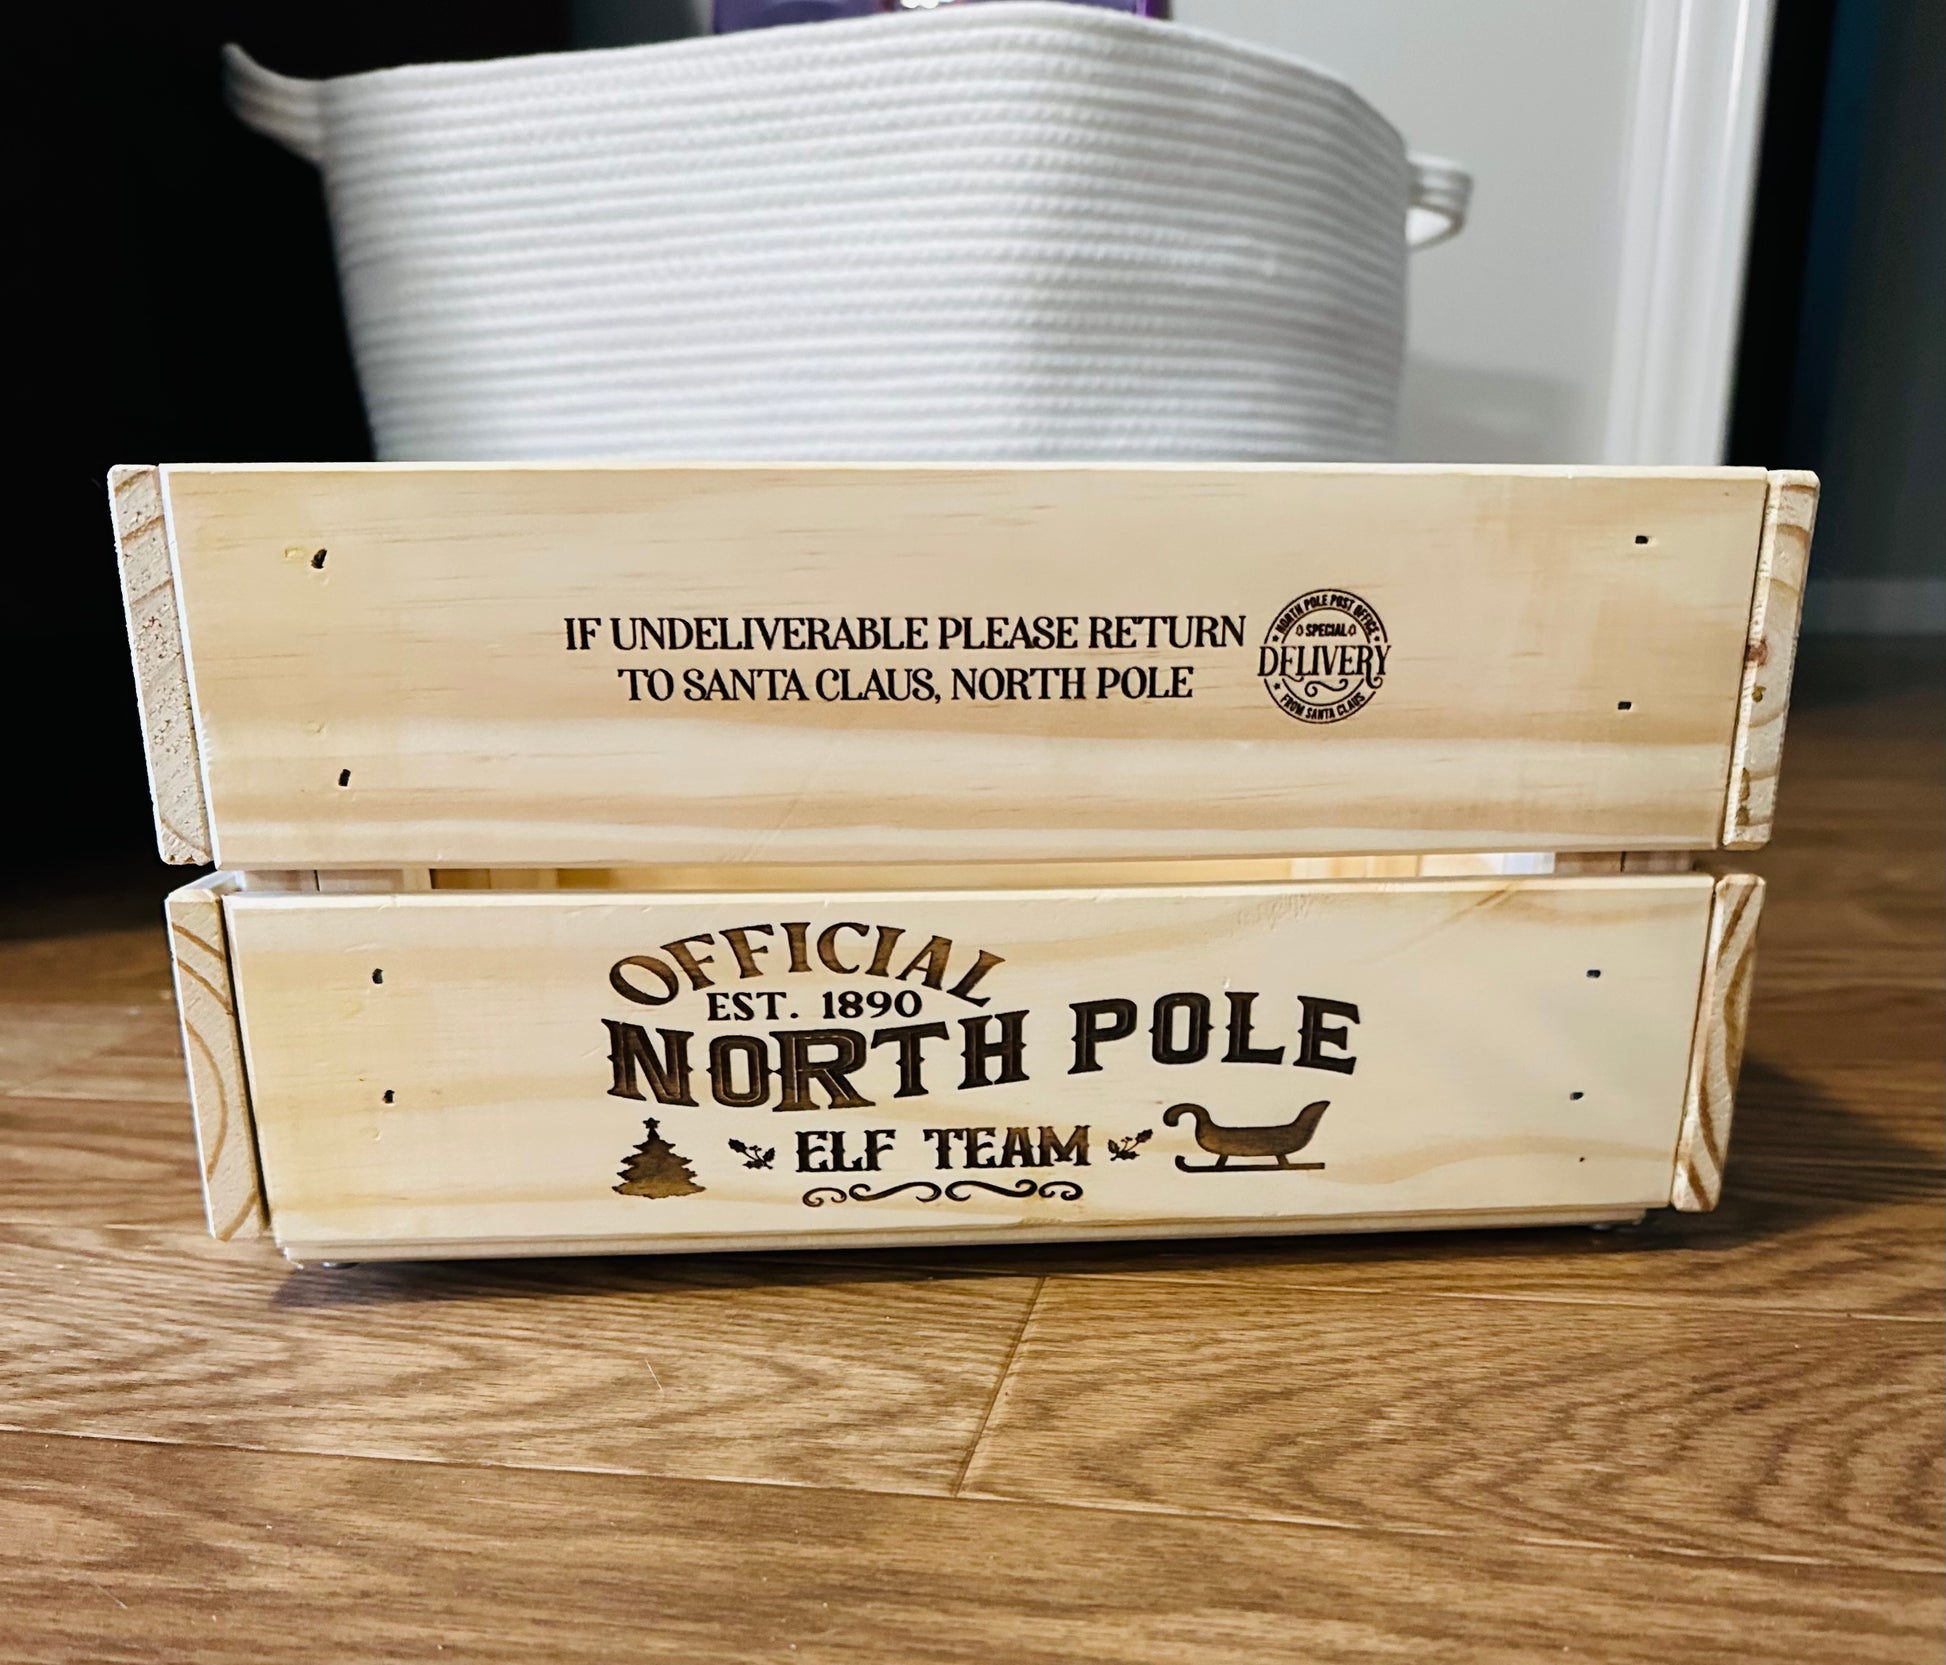 IF UNDELIVERABLE PLEASE RETURN
TO SANTA CLAUS, NORTH POLE
NORTH POLE POST OFFICE
SPECIAL
DELIVERY
FROM SANTA CLAUS
OFFICIAL
EST. 1890
NORTH POLE
ELF TEAM